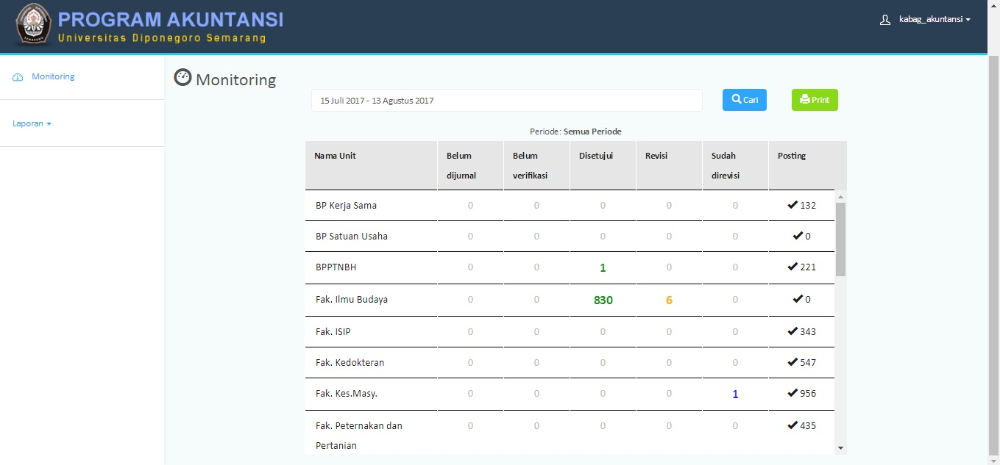 PROGRAM AKUNTANSI
Universitas Diponegoro Semarang
kabag_akuntansi
Monitoring
Laporan
Monitoring
15 Juli 2017 - 13 Agustus 2017
Cari
Print
Periode: Semua Periode
Nama Unit Belum dijurnal Belum verifikasi Disetujui Revisi Sudah direvisi Posting
BP Kerja Sama 0 0 0 0 0 ✔ 132
BP Satuan Usaha 0 0 0 0 0 ✔ 0
BPPTNBH 0 0 1 0 0 ✔ 221
Fak. Ilmu Budaya 0 0 830 6 0 ✔ 0
Fak. ISIP 0 0 0 0 0 ✔ 343
Fak. Kedokteran 0 0 0 0 0 ✔ 547
Fak. Kes.Masy. 0 0 0 0 1 ✔ 956
Fak. Peternakan dan 0 0 0 0 0 ✔ 435
Pertanian